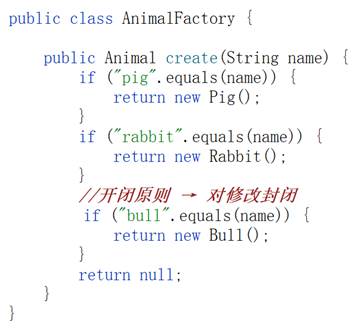 public class AnimalFactory {
public Animal create(String name) {
if ("pig".equals(name)) {
return new Pig();
}
if ("rabbit".equals(name)) {
return new Rabbit();
}
//开闭原则 → 对修改封闭
if ("bull".equals(name)) {
return new Bull();
}
return null;
}
}